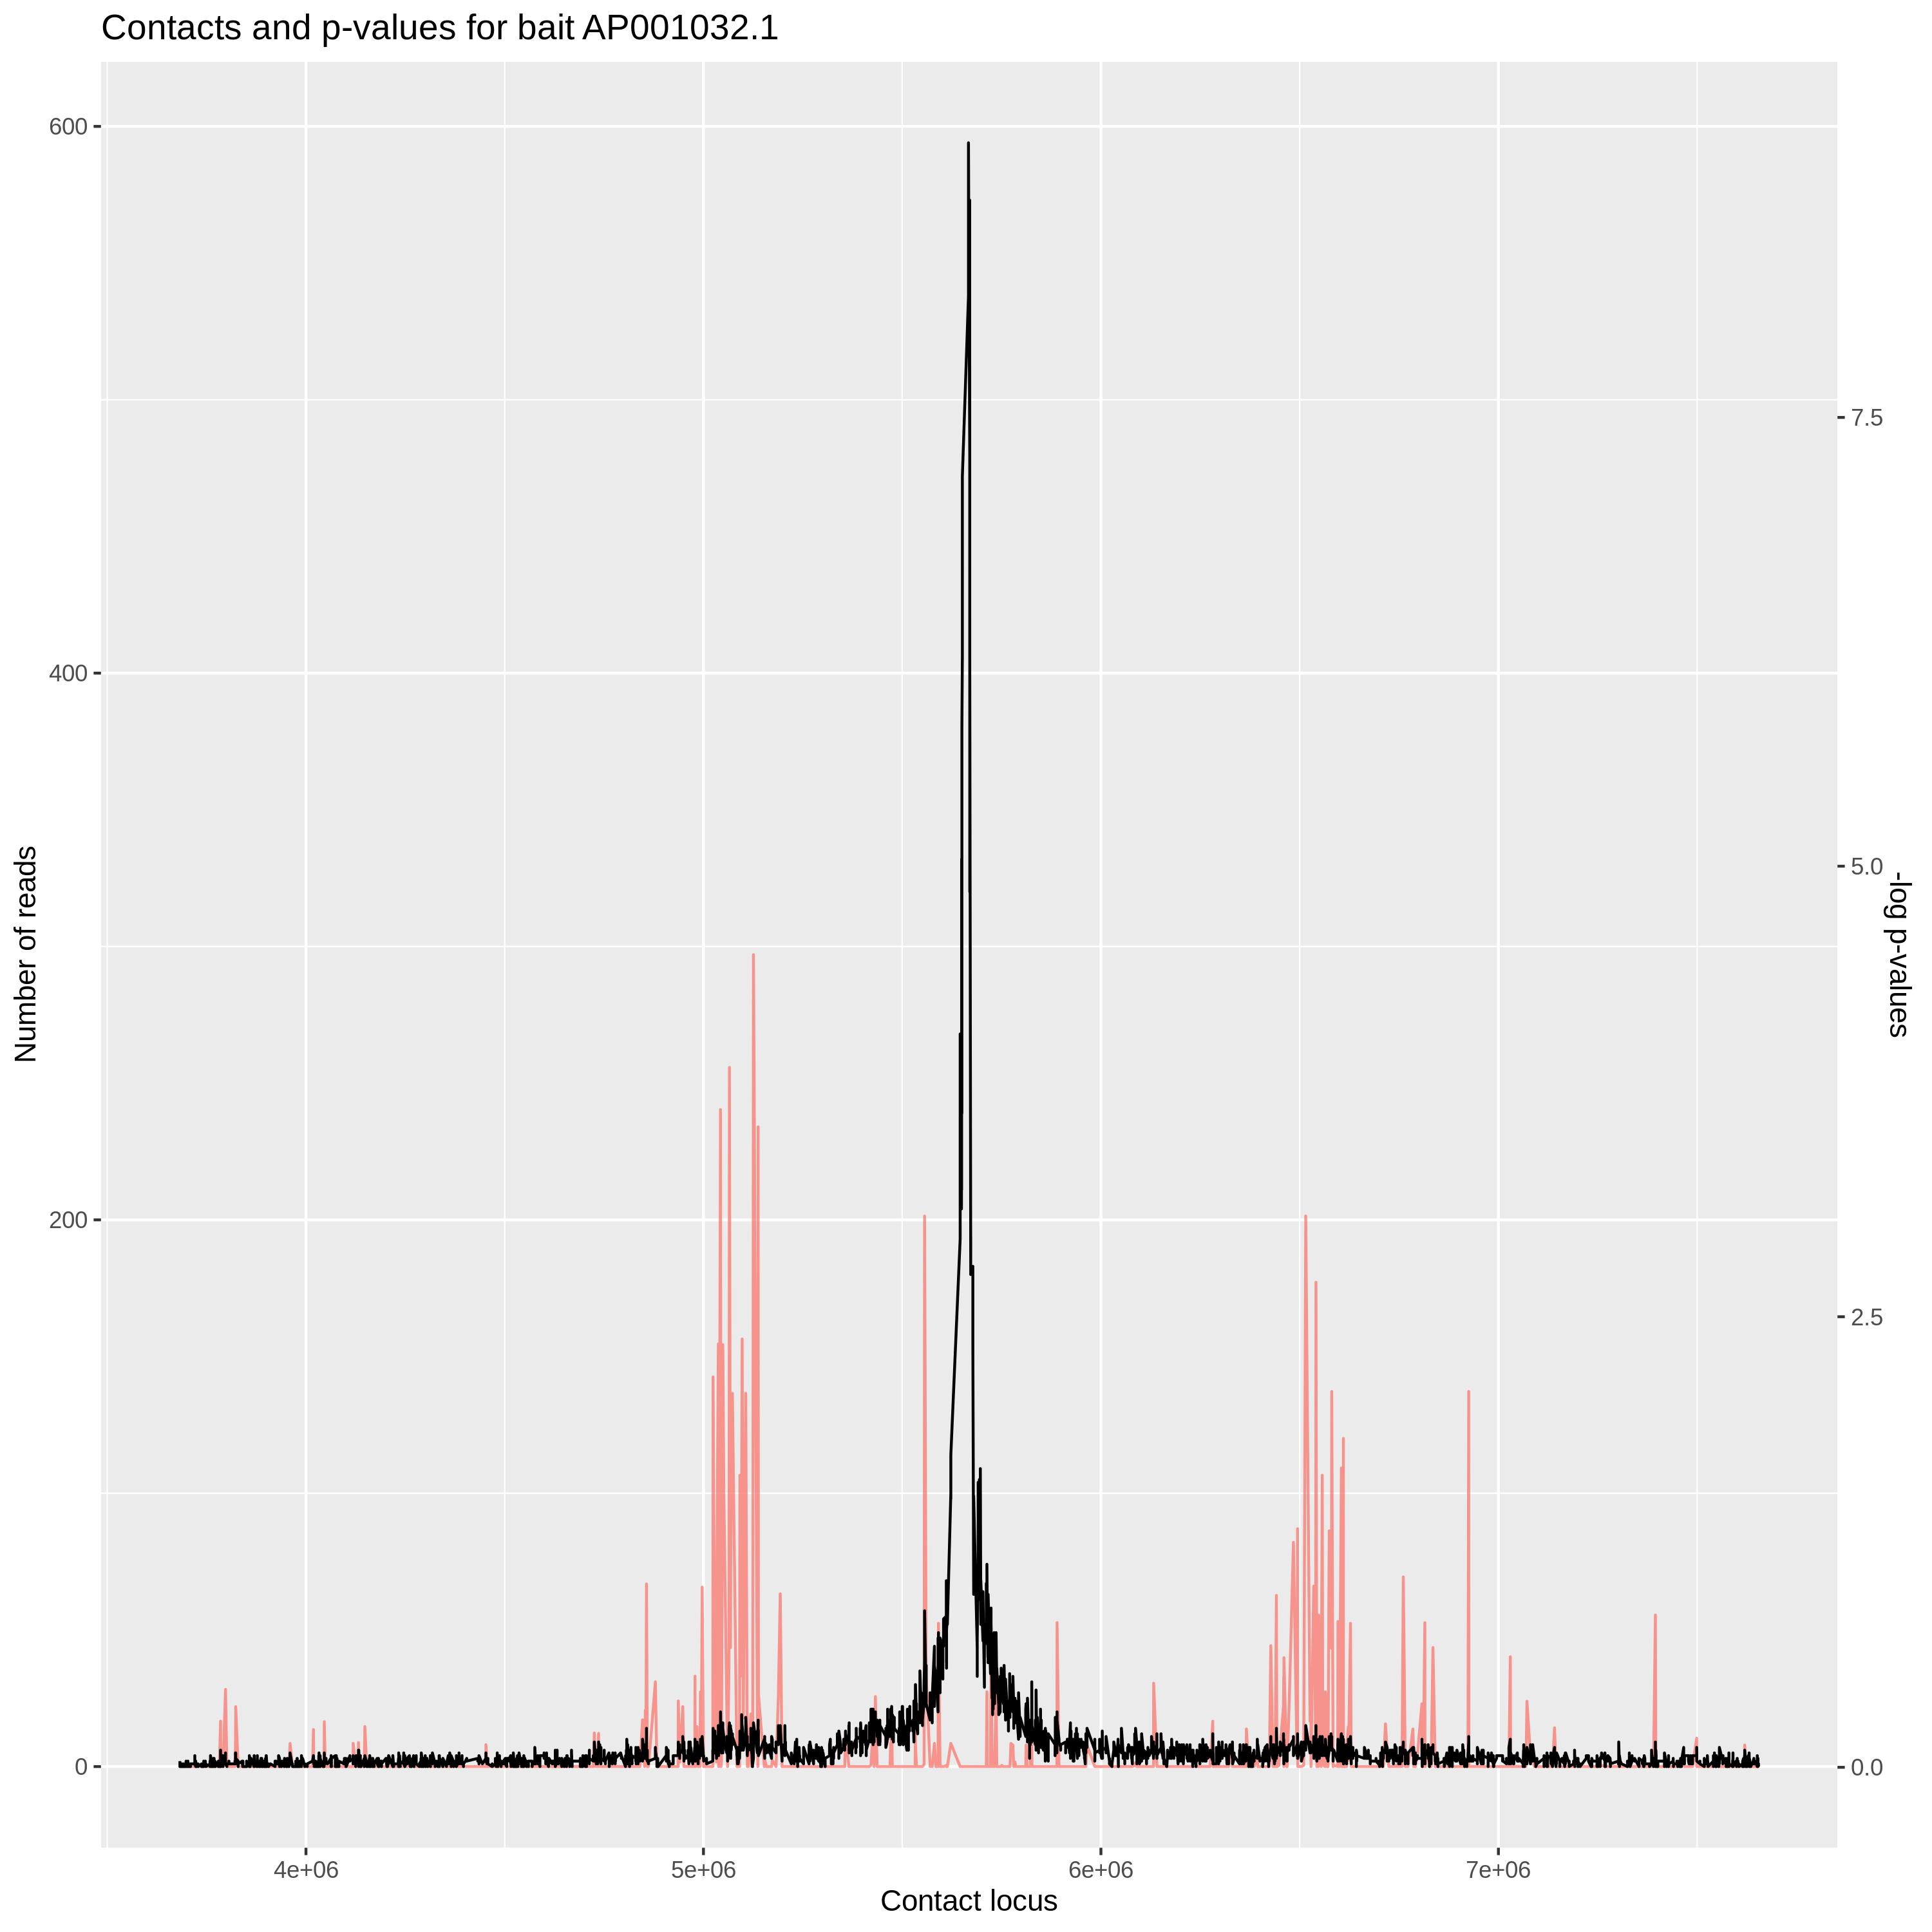 Contacts and p-values for bait AP001032.1
600
400
200
0
Number of reads
7.5
5.0
2.5
0.0
-log p-values
4e+06
5e+06
6e+06
7e+06
Contact locus